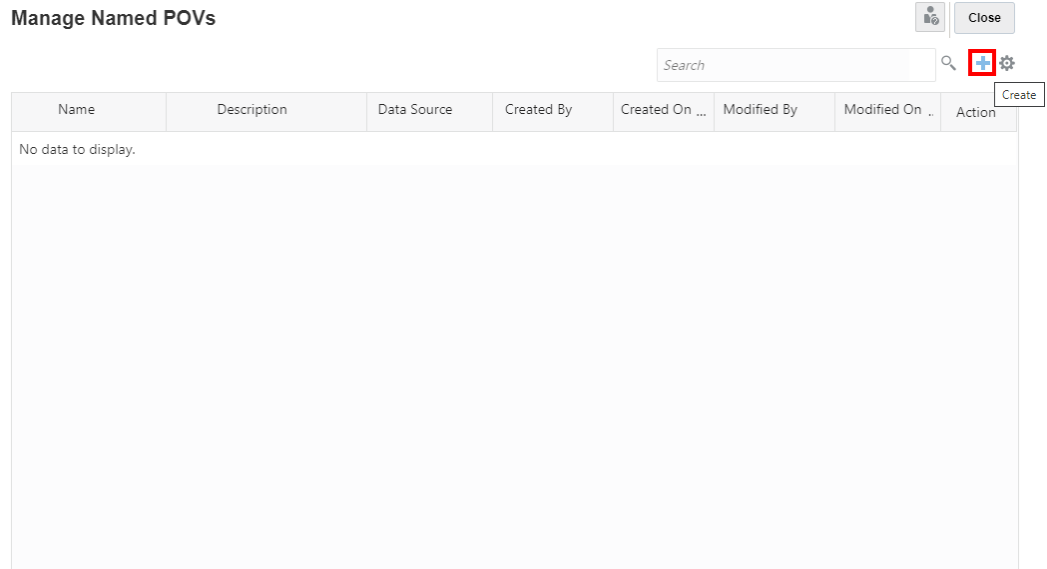 Manage Named POVs
Close
Search
Create
Name Description Data Source Created By Created On ... Modified By Modified On .. Action
No data to display.